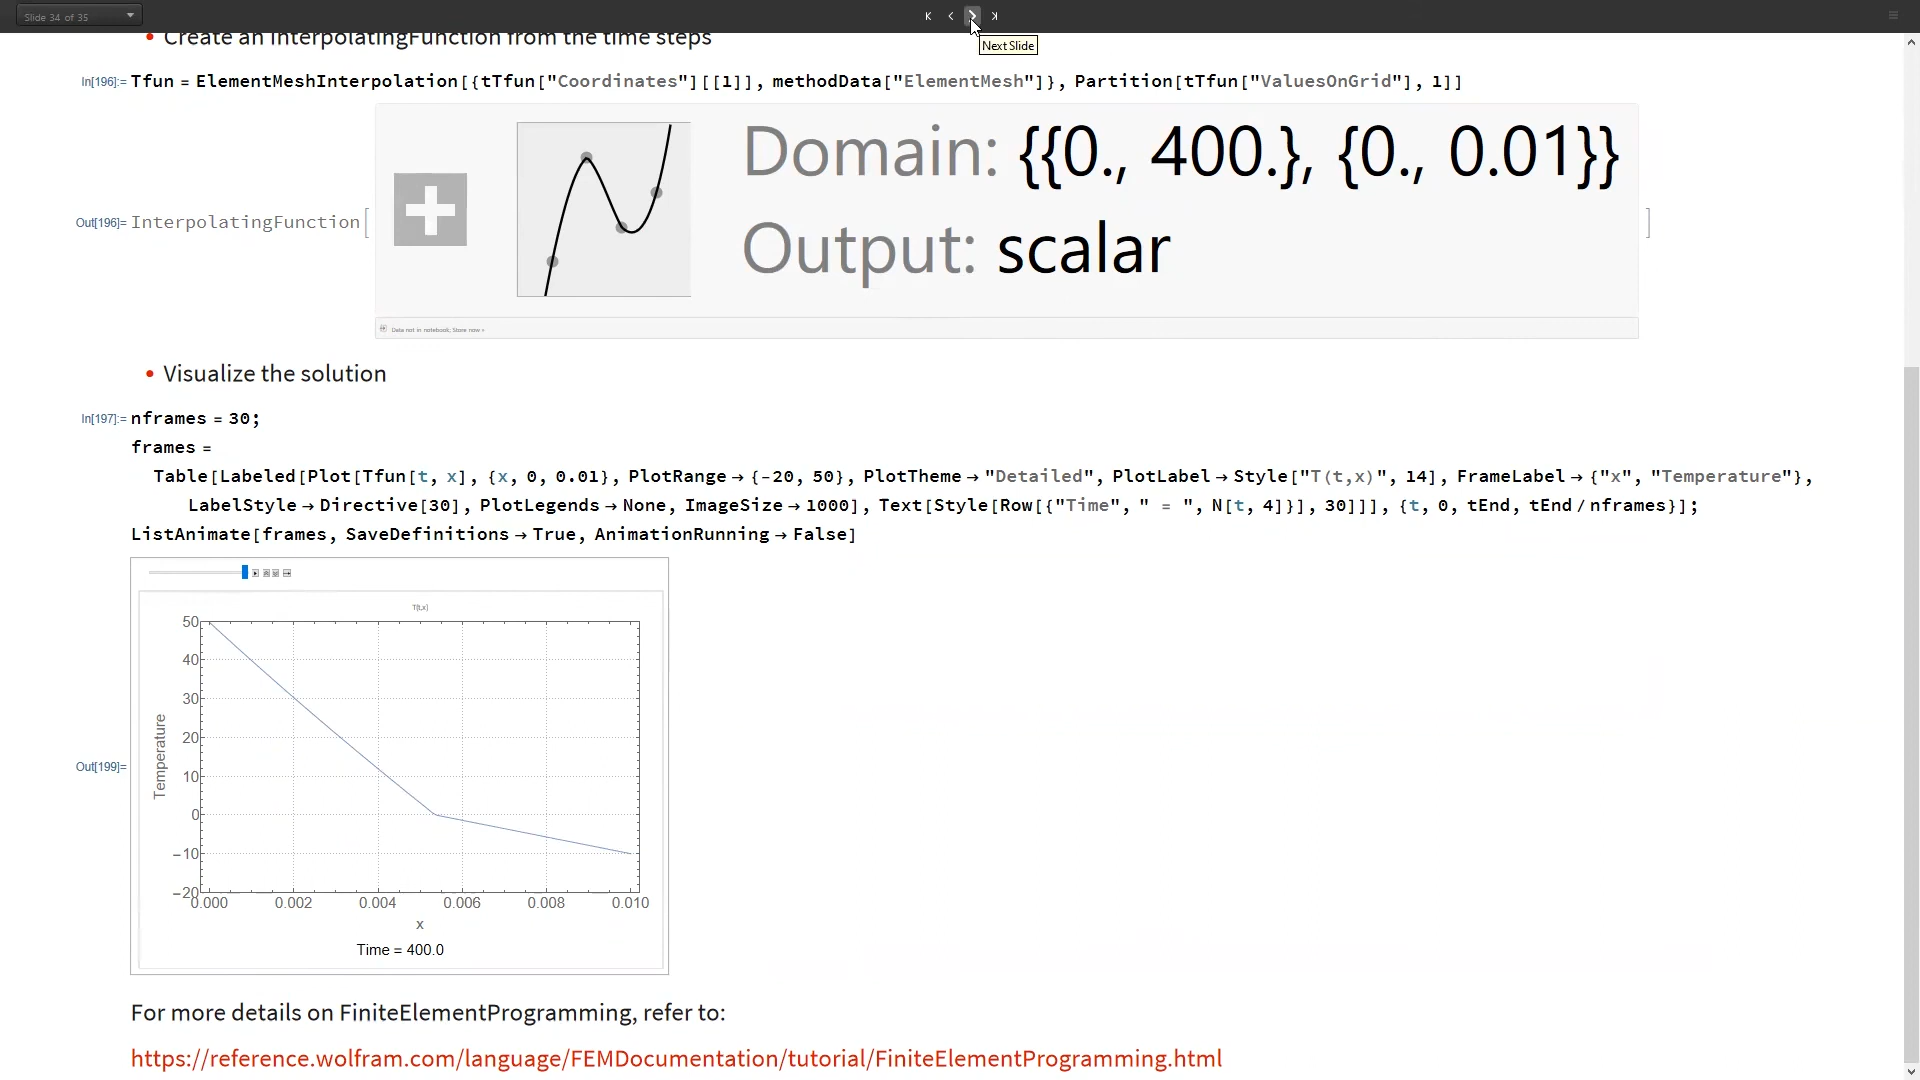 Slide 34 of 35
Next Slide
• Create an InterpolatingFunction from the time steps
In[196]:= Tfun = ElementMeshInterpolation[{tTfun["Coordinates"][[1]], methodData["ElementMesh"]}, Partition[tTfun["ValuesOnGrid"], 1]]
Domain: {{0., 400.}, {0., 0.01}}
Out[196]= InterpolatingFunction[ ]
Output: scalar
Data not in notebook; Store now »
• Visualize the solution
In[197]:= nframes = 30;
frames =
Table[Labeled[Plot[Tfun[t, x], {x, 0, 0.01}, PlotRange → {-20, 50}, PlotTheme → "Detailed", PlotLabel → Style["T(t,x)", 14], FrameLabel → {"x", "Temperature"},
LabelStyle → Directive[30], PlotLegends → None, ImageSize → 1000], Text[Style[Row[{"Time", " = ", N[t, 4]}], 30]]], {t, 0, tEnd, tEnd / nframes}];
ListAnimate[frames, SaveDefinitions → True, AnimationRunning → False]
T(t,x)
50
40
30
20
10
0
−10
−20
Temperature
Out[199]=
0.000 0.002 0.004 0.006 0.008 0.010
x
Time = 400.0
For more details on FiniteElementProgramming, refer to:
https://reference.wolfram.com/language/FEMDocumentation/tutorial/FiniteElementProgramming.html